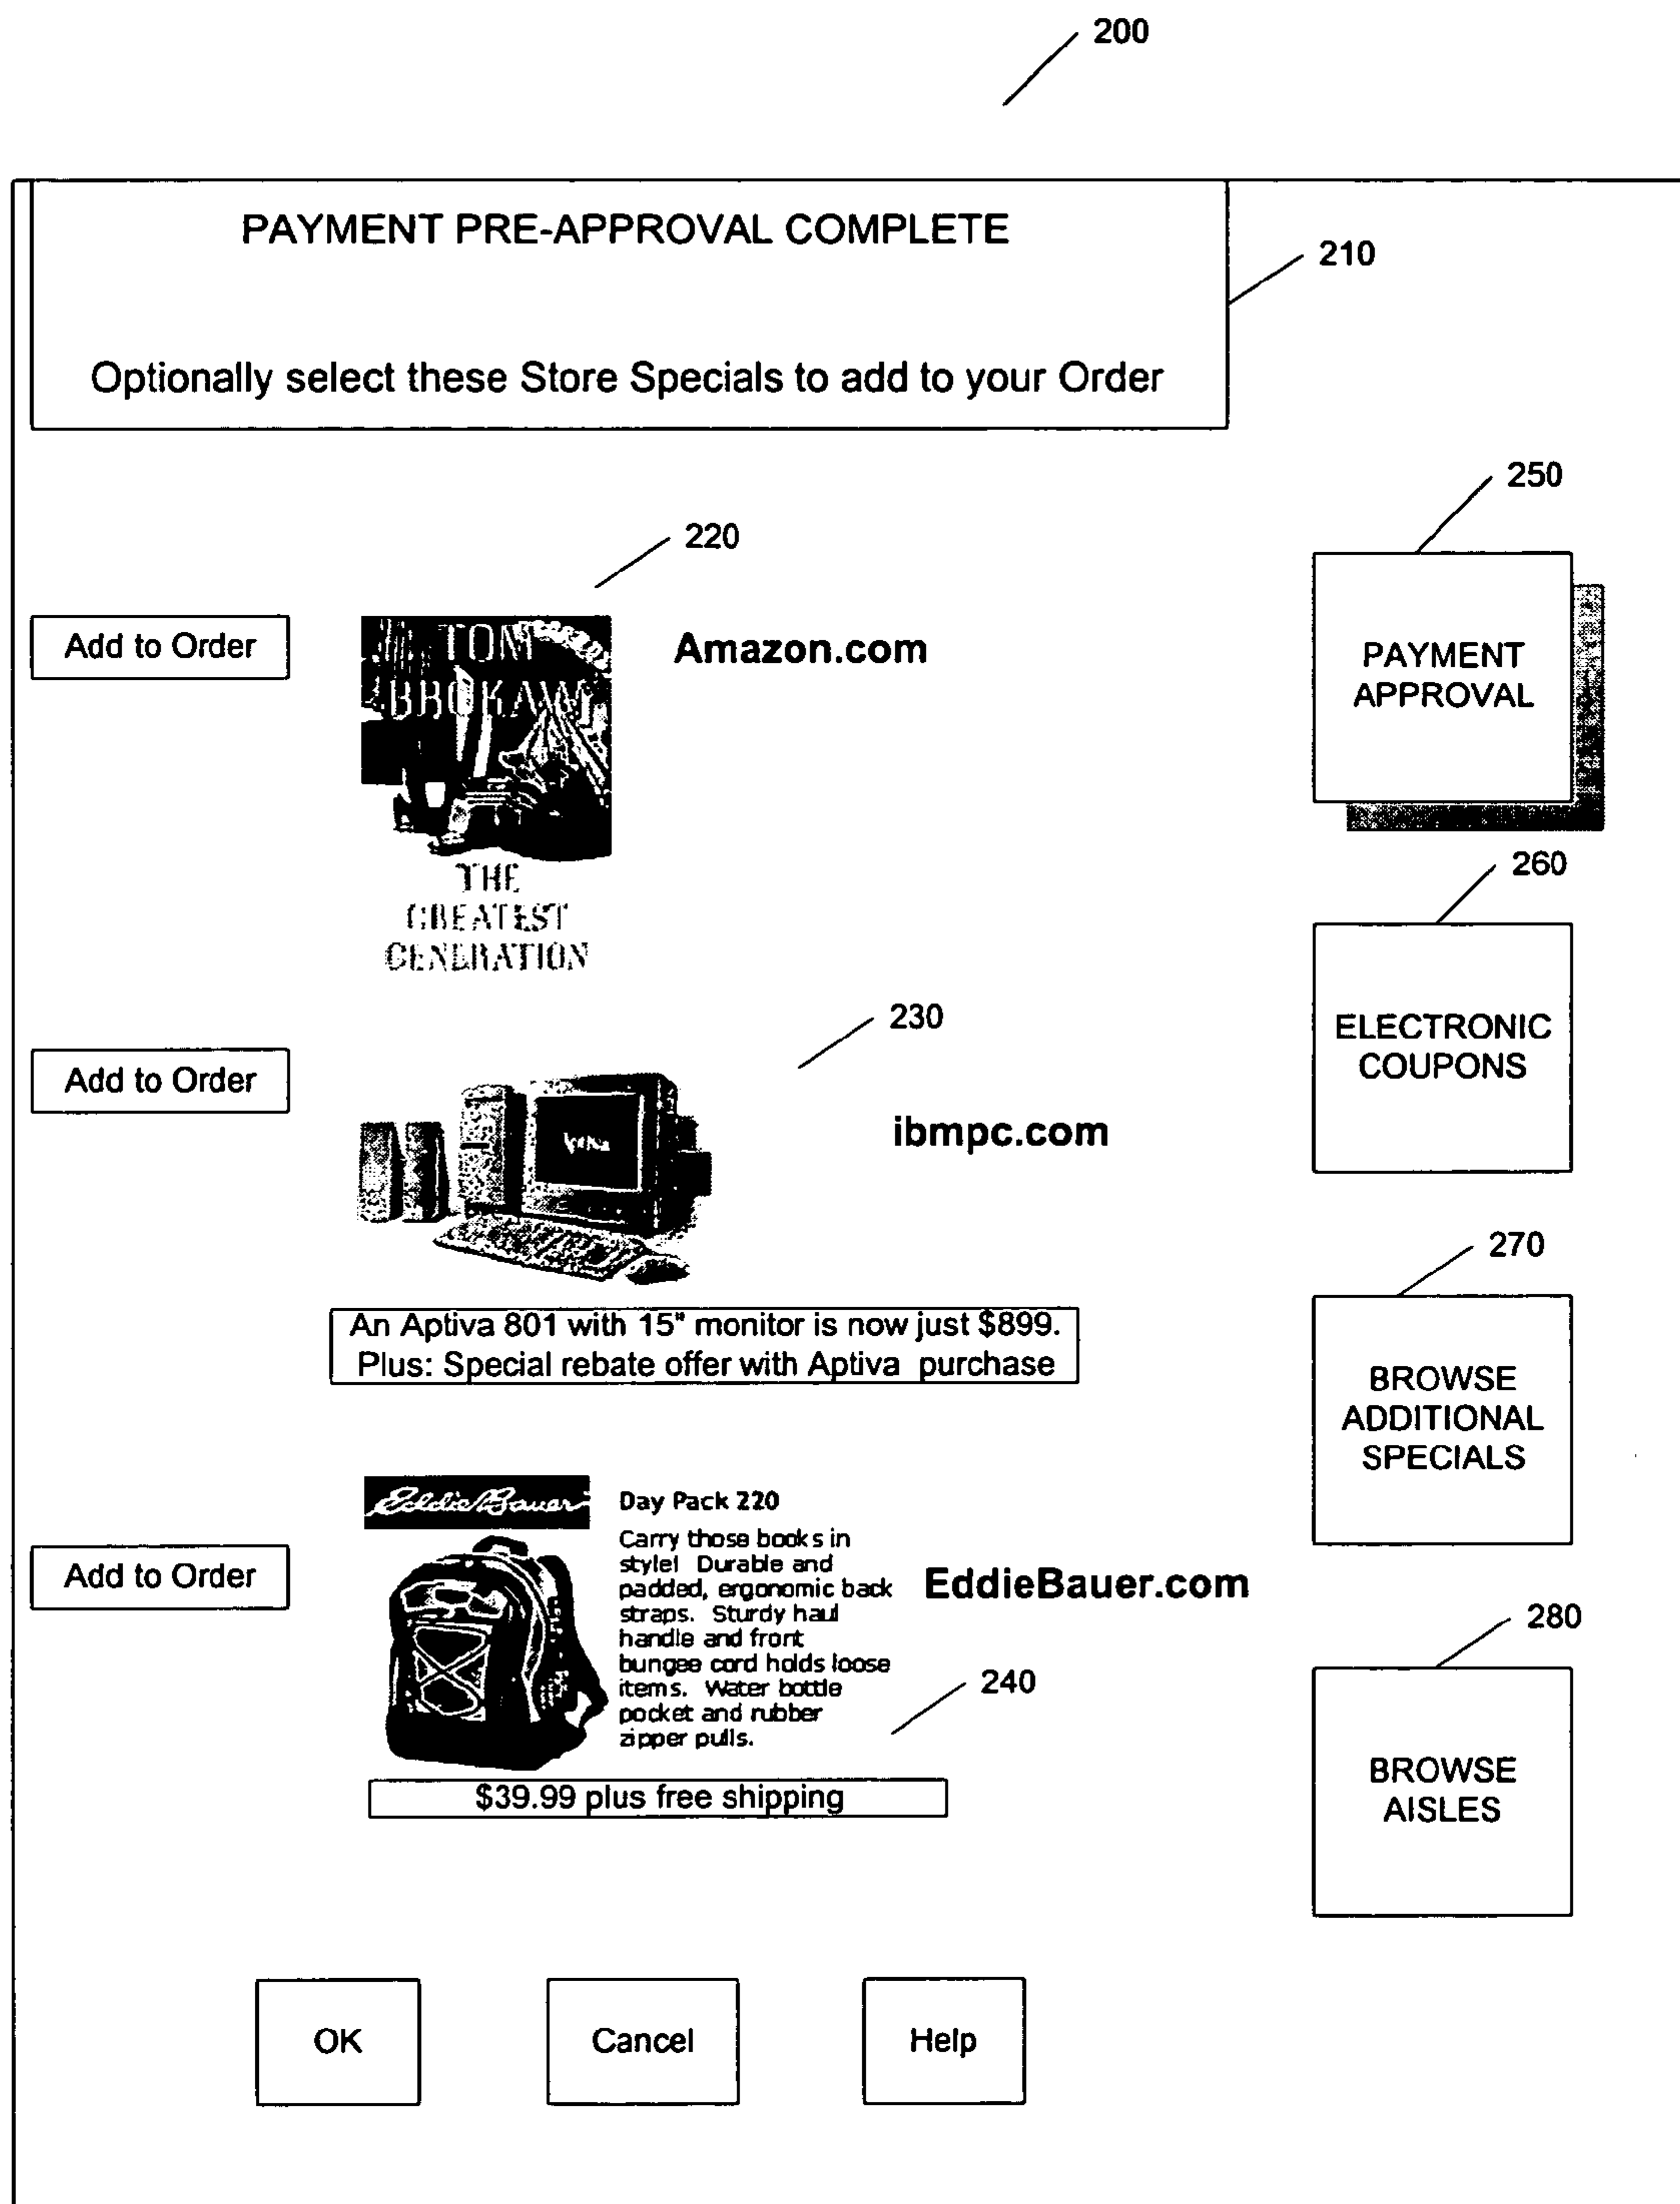 200
PAYMENT PRE-APPROVAL COMPLETE
210
Optionally select these Store Specials to add to your Order
250
220
Add to Order
TOM
BROKAW
Amazon.com
PAYMENT
APPROVAL
THE
GREATEST
GENERATION
260
230
ELECTRONIC
COUPONS
Add to Order
ibmpc.com
270
An Aptiva 801 with 15" monitor is now just $899.
Plus: Special rebate offer with Aptiva purchase
BROWSE
ADDITIONAL
SPECIALS
Eddie Bauer
Day Pack 220
Add to Order
Carry those books in
style! Durable and
padded, ergonomic back
straps. Sturdy haul
handle and front
bungee cord holds loose
items. Water bottle
pocket and rubber
zipper pulls.
EddieBauer.com
280
240
$39.99 plus free shipping
BROWSE
AISLES
OK
Cancel
Help